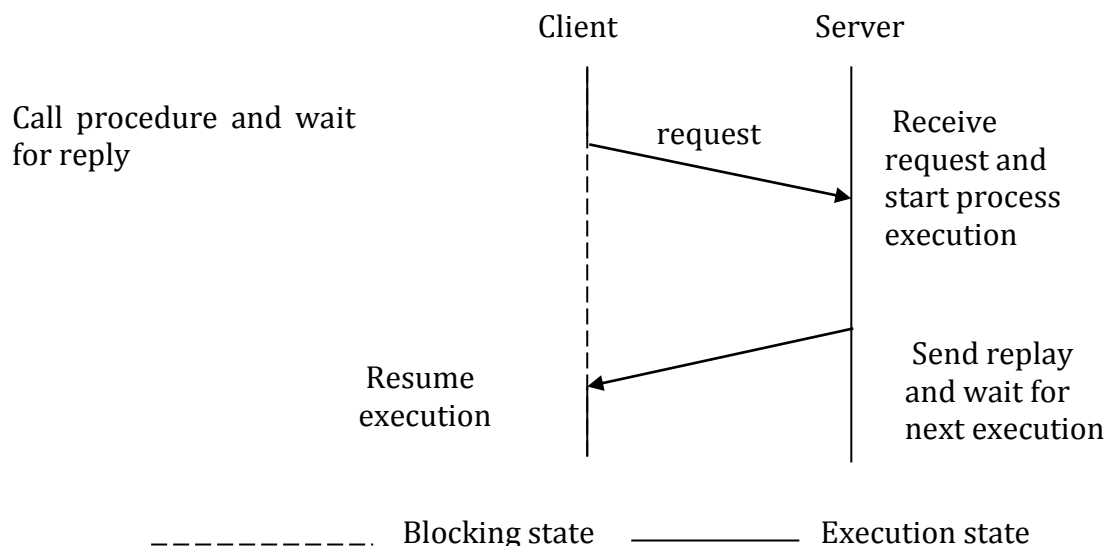 Client Server
Call procedure and wait
for reply
request
Receive
request and
start process
execution
Resume
execution
Send replay
and wait for
next execution
Blocking state Execution state